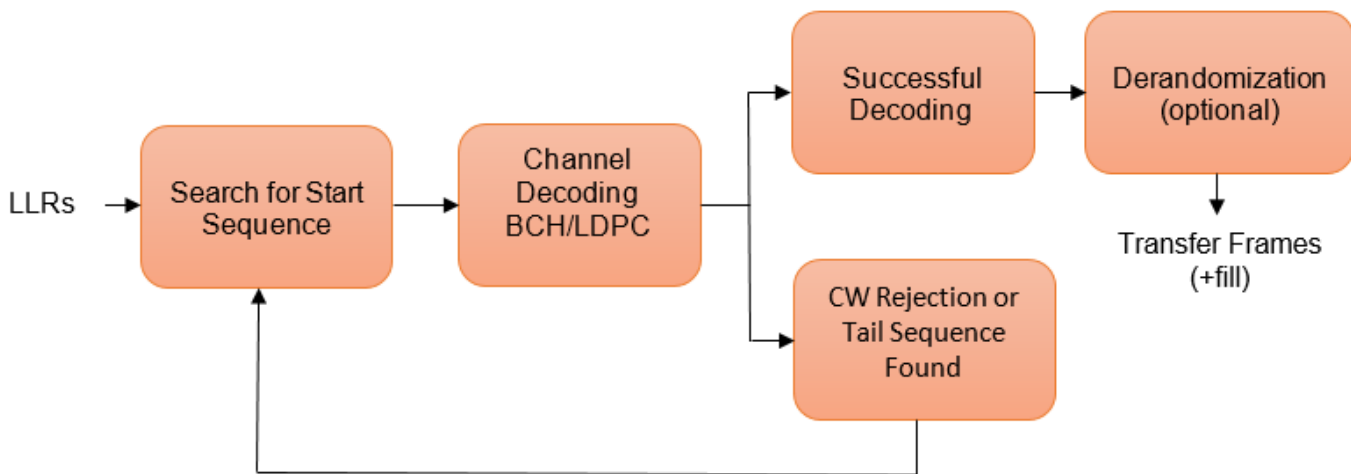 LLRs
Search for Start
Sequence
Channel
Decoding
BCH/LDPC
Successful
Decoding
Derandomization
(optional)
Transfer Frames
(+fill)
CW Rejection or
Tail Sequence
Found